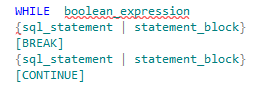 WHILE  boolean_expression
{sql_statement | statement_block}
[BREAK]
{sql_statement | statement_block}
[CONTINUE]